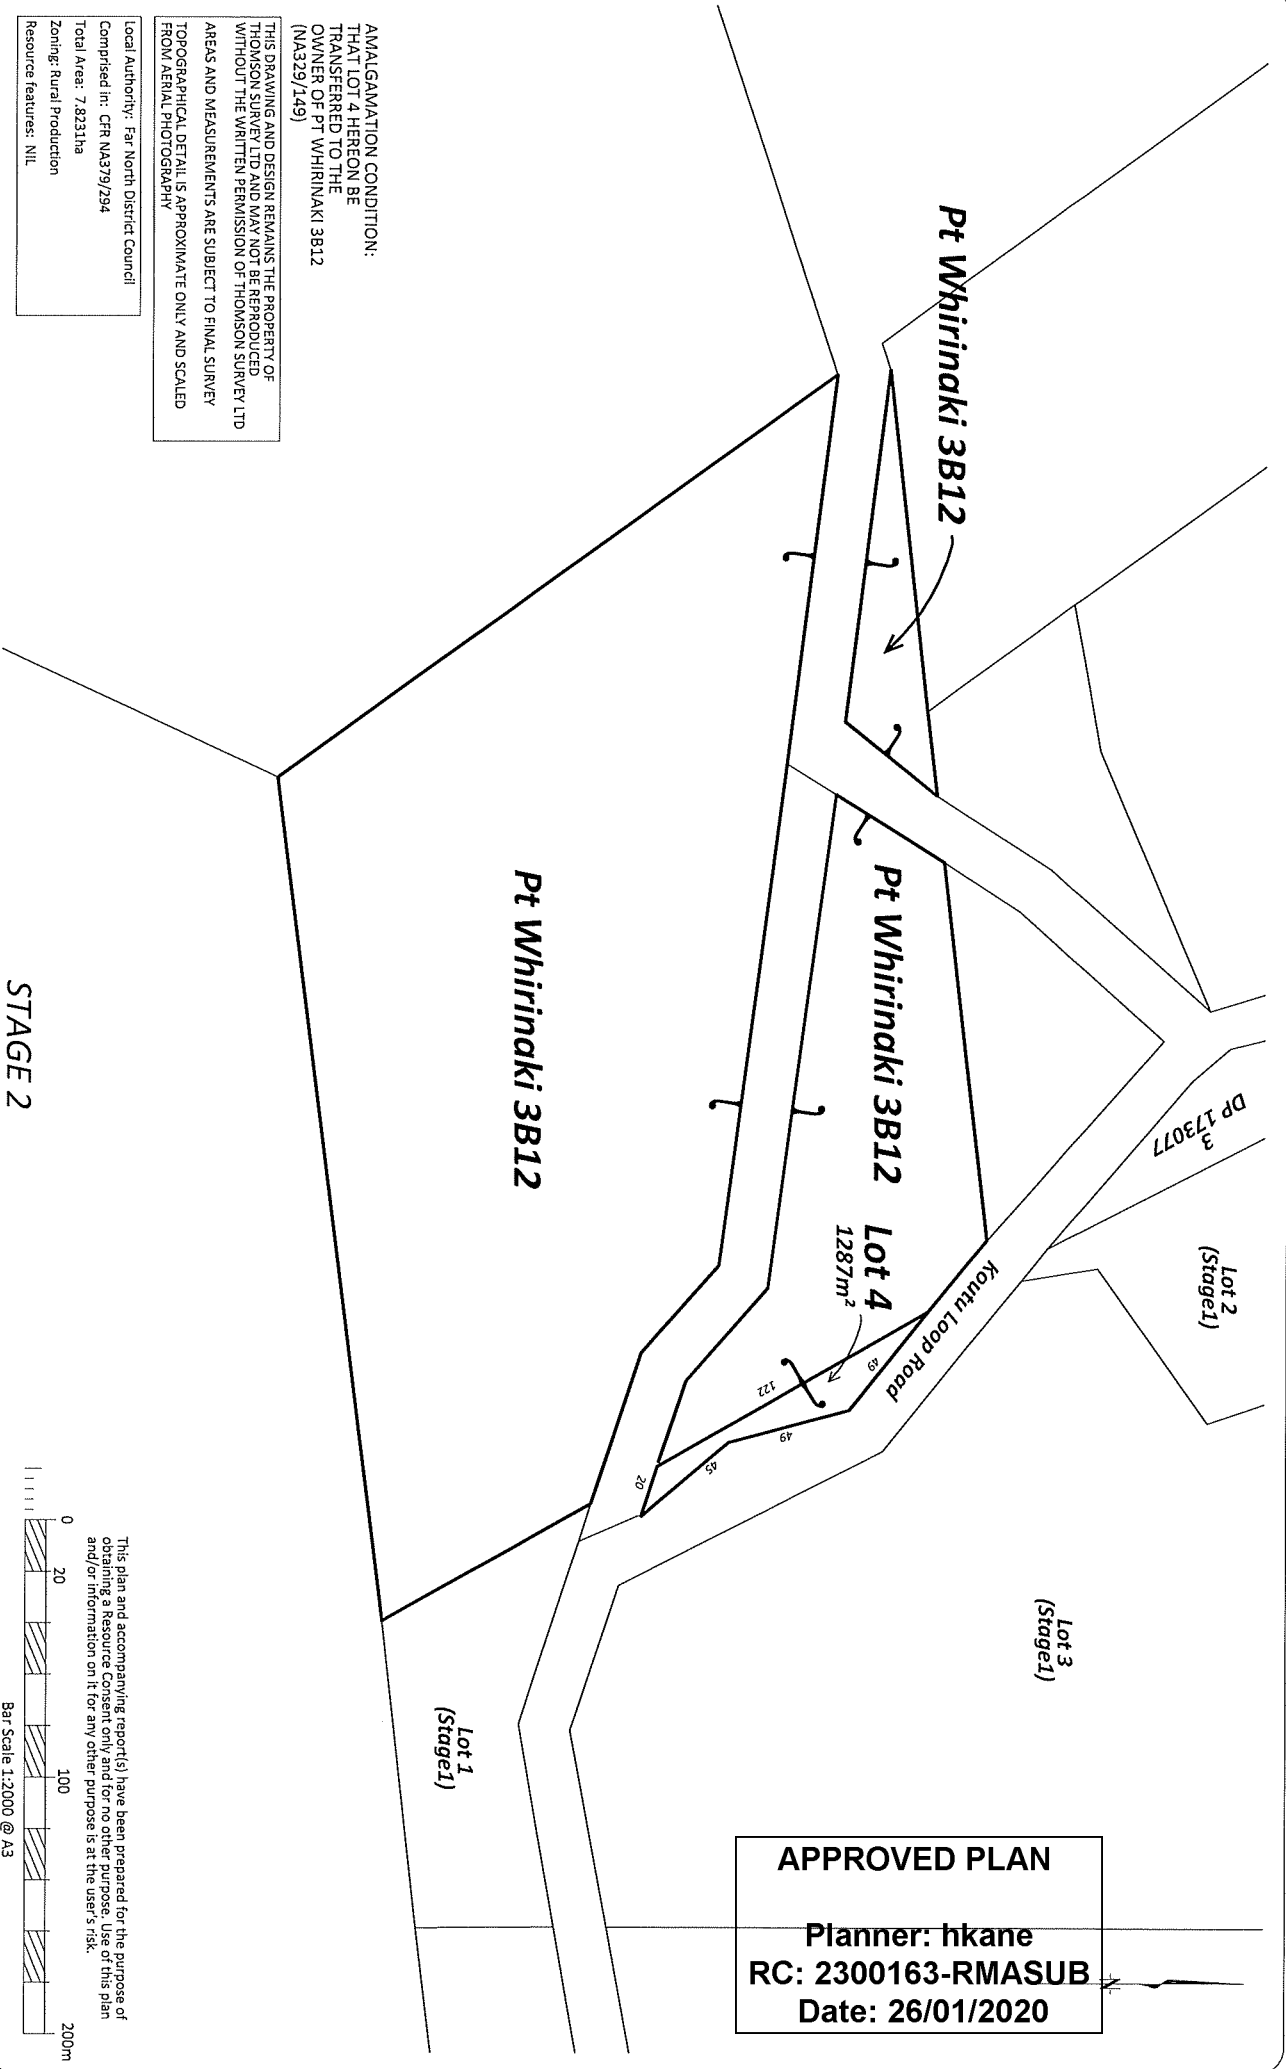 Pt Whirinaki 3B12
Pt Whirinaki 3B12
Pt Whirinaki 3B12
Lot 4
1287m²
Koutu Loop Road
49
122
49
45
20
3
DP 173077
Lot 2
(Stage1)
Lot 3
(Stage1)
Lot 1
(Stage1)
AMALGAMATION CONDITION:
THAT LOT 4 HEREON BE
TRANSFERRED TO THE
OWNER OF PT WHIRINAKI 3B12
(NA329/149)
THIS DRAWING AND DESIGN REMAINS THE PROPERTY OF
THOMSON SURVEY LTD AND MAY NOT BE REPRODUCED
WITHOUT THE WRITTEN PERMISSION OF THOMSON SURVEY LTD
AREAS AND MEASUREMENTS ARE SUBJECT TO FINAL SURVEY
TOPOGRAPHICAL DETAIL IS APPROXIMATE ONLY AND SCALED
FROM AERIAL PHOTOGRAPHY
Local Authority: Far North District Council
Comprised in: CFR NA379/294
Total Area: 7.8231ha
Zoning: Rural Production
Resource features: NIL
STAGE 2
This plan and accompanying report(s) have been prepared for the purpose of
obtaining a Resource Consent only and for no other purpose. Use of this plan
and/or information on it for any other purpose is at the user's risk.
0 20 100 200m
Bar Scale 1:2000 @ A3
APPROVED PLAN
Planner: hkane
RC: 2300163-RMASUB
Date: 26/01/2020
N